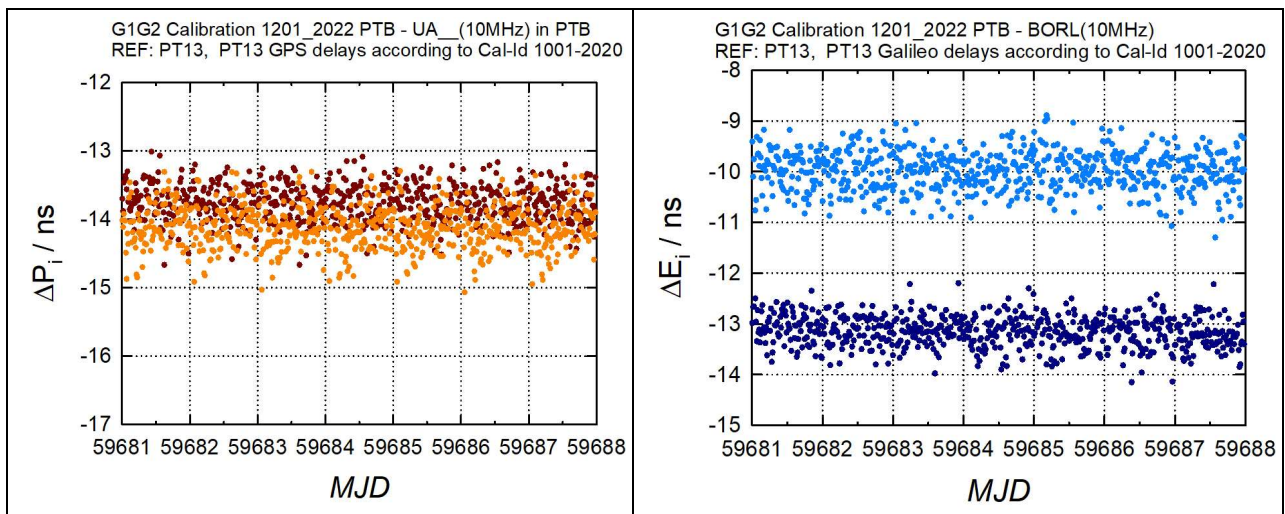 G1G2 Calibration 1201_2022 PTB - UA__(10MHz) in PTB
REF: PT13, PT13 GPS delays according to Cal-Id 1001-2020
-12
-13
-14
-15
-16
-17
ΔPi / ns
59681 59682 59683 59684 59685 59686 59687 59688
MJD
G1G2 Calibration 1201_2022 PTB - BORL(10MHz)
REF: PT13, PT13 Galileo delays according to Cal-Id 1001-2020
-8
-9
-10
-11
-12
-13
-14
-15
ΔEi / ns
59681 59682 59683 59684 59685 59686 59687 59688
MJD